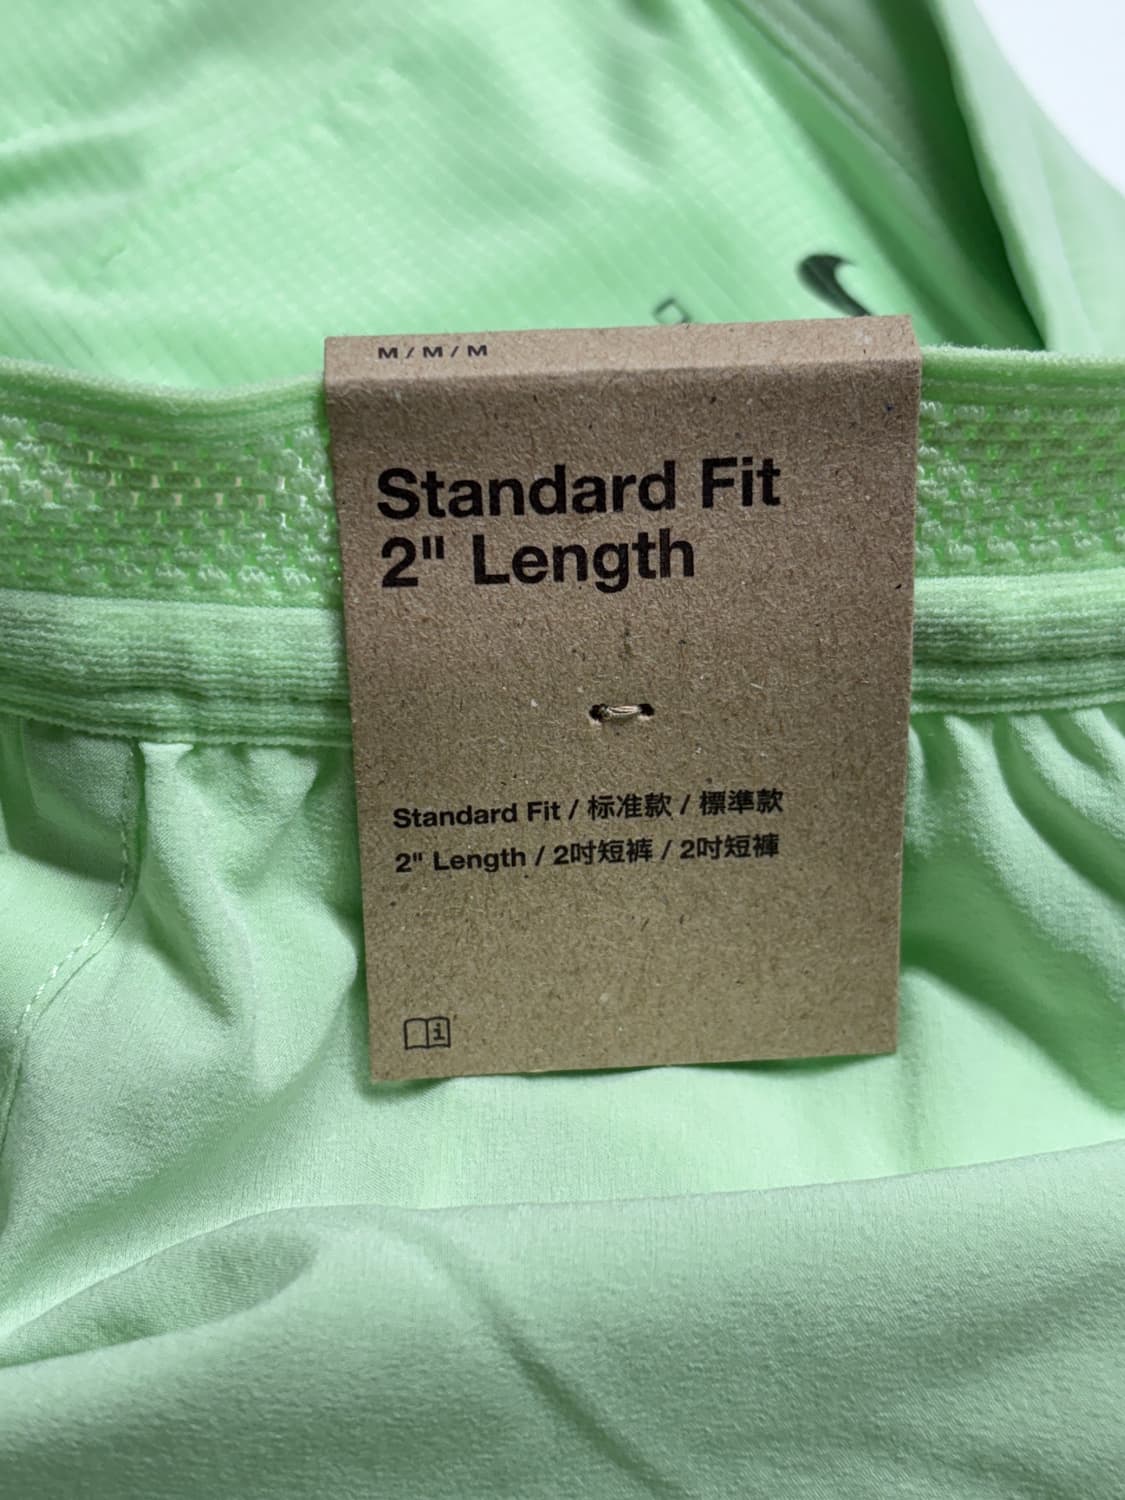 M / M / M
Standard Fit
2" Length
Standard Fit / 标准款 / 標準款
2" Length / 2吋短裤 / 2吋短褲
i